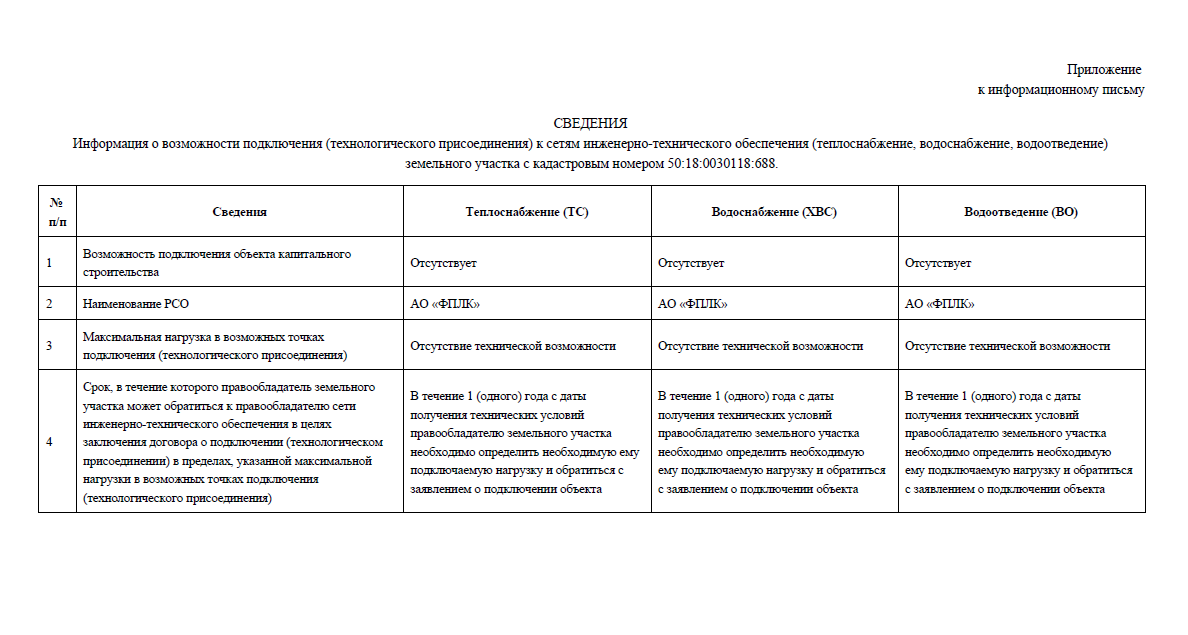 Приложение
к информационному письму
СВЕДЕНИЯ
Информация о возможности подключения (технологического присоединения) к сетям инженерно-технического обеспечения (теплоснабжение, водоснабжение, водоотведение)
земельного участка с кадастровым номером 50:18:0030118:688.
№
п/п
Сведения
Теплоснабжение (ТС)
Водоснабжение (ХВС)
Водоотведение (ВО)
1
Возможность подключения объекта капитального
строительства
Отсутствует
Отсутствует
Отсутствует
2
Наименование РСО
АО «ФПЛК»
АО «ФПЛК»
АО «ФПЛК»
3
Максимальная нагрузка в возможных точках
подключения (технологического присоединения)
Отсутствие технической возможности
Отсутствие технической возможности
Отсутствие технической возможности
4
Срок, в течение которого правообладатель земельного
участка может обратиться к правообладателю сети
инженерно-технического обеспечения в целях
заключения договора о подключении (технологическом
присоединении) в пределах, указанной максимальной
нагрузки в возможных точках подключения
(технологического присоединения)
В течение 1 (одного) года с даты
получения технических условий
правообладателю земельного участка
необходимо определить необходимую ему
подключаемую нагрузку и обратиться с
заявлением о подключении объекта
В течение 1 (одного) года с даты
получения технических условий
правообладателю земельного участка
необходимо определить необходимую
ему подключаемую нагрузку и обратиться
с заявлением о подключении объекта
В течение 1 (одного) года с даты
получения технических условий
правообладателю земельного участка
необходимо определить необходимую
ему подключаемую нагрузку и обратиться
с заявлением о подключении объекта